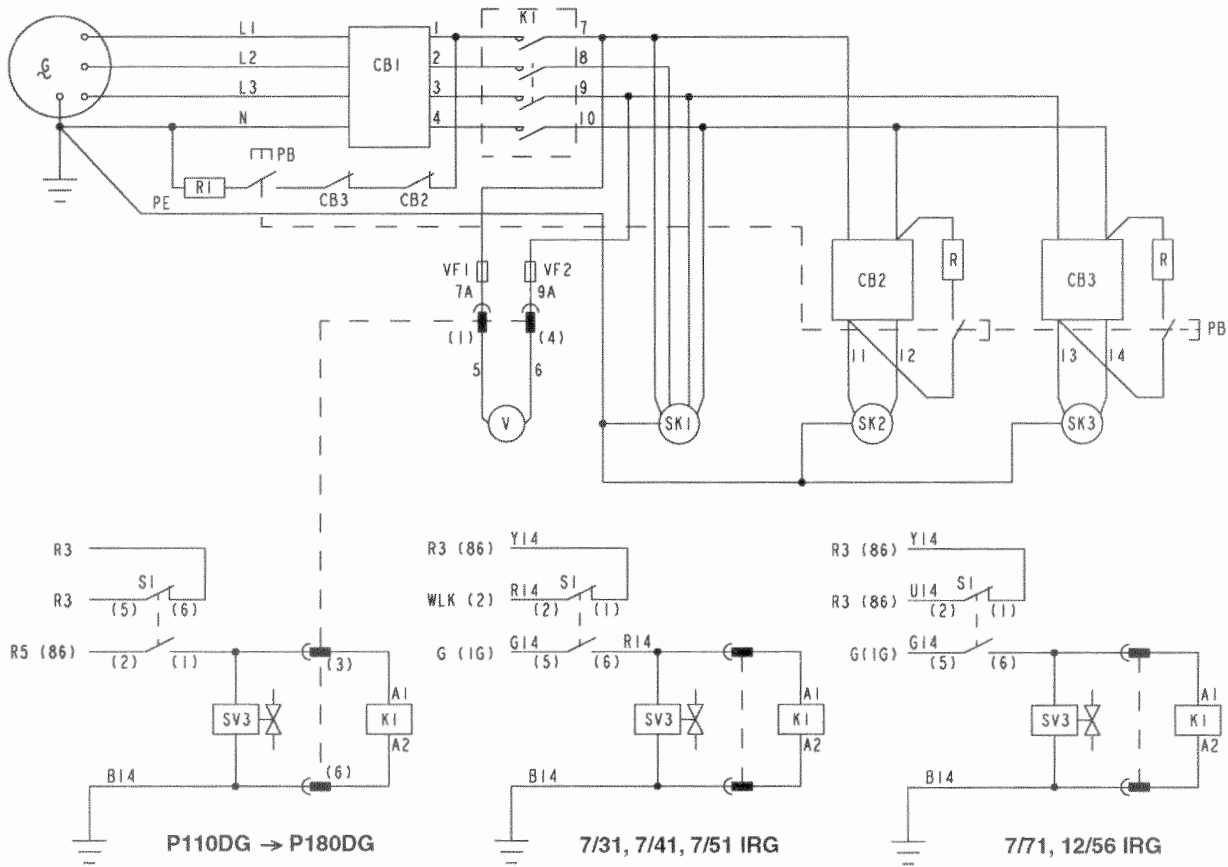 L1 1 K1 7
G L2 CB1 2 8
L3 3 9
N 4 10
PB
R1
CB3 CB2
PE
VF1 VF2
7A 9A
CB2 R CB3 R
(1) (4) PB
5 6 11 12 13 14
V SK1 SK2 SK3
R3
S1
R3 (5) (6)
R5 (86) (2) (1) (3)
A1
SV3 K1
A2
B14 (6)
P110DG → P180DG
R3 (86) Y14
S1
WLK (2) R14 (2) (1)
G (1G) G14 (5) (6) R14
A1
SV3 K1
A2
B14
7/31, 7/41, 7/51 IRG
R3 (86) Y14
S1
R3 (86) U14 (2) (1)
G(1G) G14 (5) (6)
A1
SV3 K1
A2
B14
7/71, 12/56 IRG